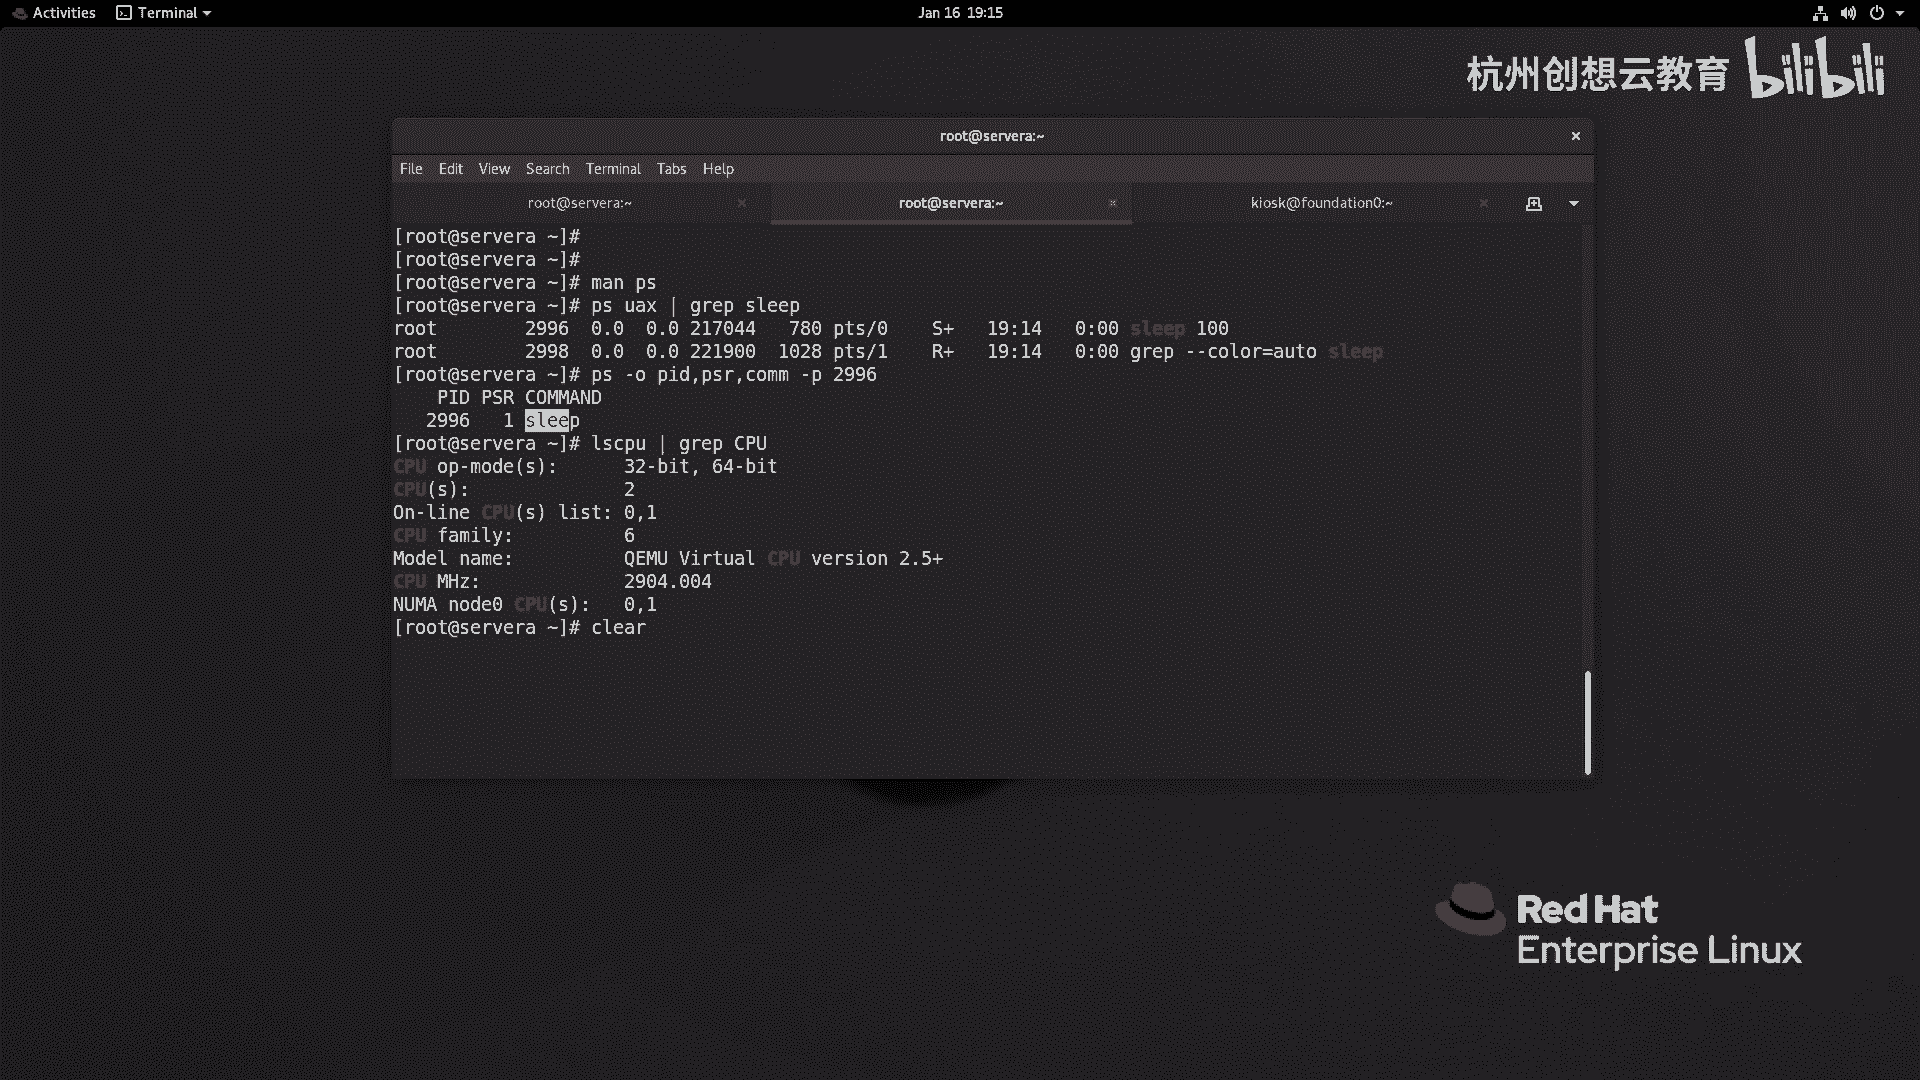 Activities Terminal Jan 16 19:15
杭州创想云教育 bilibili
root@servera:~
File Edit View Search Terminal Tabs Help
root@servera:~ root@servera:~ kiosk@foundation0:~
[root@servera ~]#
[root@servera ~]#
[root@servera ~]# man ps
[root@servera ~]# ps uax | grep sleep
root        2996  0.0  0.0 217044   780 pts/0    S+   19:14   0:00 sleep 100
root        2998  0.0  0.0 221900  1028 pts/1    R+   19:14   0:00 grep --color=auto sleep
[root@servera ~]# ps -o pid,psr,comm -p 2996
    PID PSR COMMAND
   2996   1 sleep
[root@servera ~]# lscpu | grep CPU
CPU op-mode(s):      32-bit, 64-bit
CPU(s):              2
On-line CPU(s) list: 0,1
CPU family:          6
Model name:          QEMU Virtual CPU version 2.5+
CPU MHz:             2904.004
NUMA node0 CPU(s):   0,1
[root@servera ~]# clear
Red Hat
Enterprise Linux